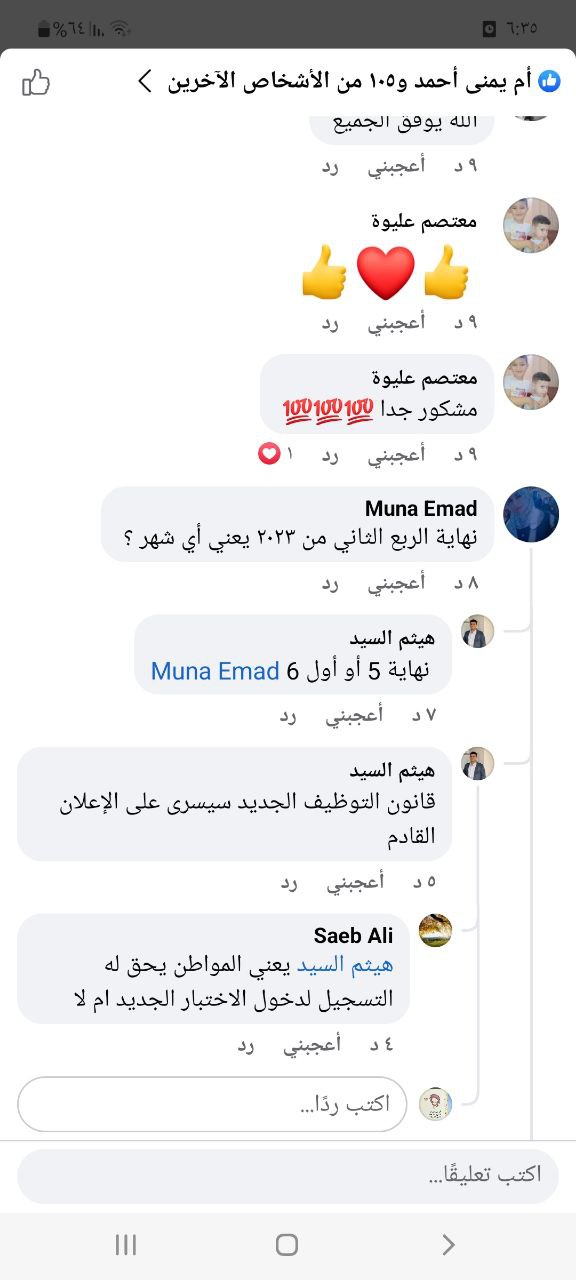 ٦:٣٥
٦٤%
أم يمنى أحمد و١٠٥ من الأشخاص الآخرين
الله يوفق الجميع
٩ د أعجبني رد
معتصم عليوة
👍❤️👍
٩ د أعجبني رد
معتصم عليوة
مشكور جدا 💯💯💯
٩ د أعجبني رد ١
Muna Emad
نهاية الربع الثاني من ٢٠٢٣ يعني أي شهر ؟
٨ د أعجبني رد
هيثم السيد
نهاية 5 أو أول 6 Muna Emad
٧ د أعجبني رد
هيثم السيد
قانون التوظيف الجديد سيسرى على الإعلان
القادم
٥ د أعجبني رد
Saeb Ali
هيثم السيد يعني المواطن يحق له
التسجيل لدخول الاختبار الجديد ام لا
٤ د أعجبني رد
اكتب ردًا...
اكتب تعليقًا...